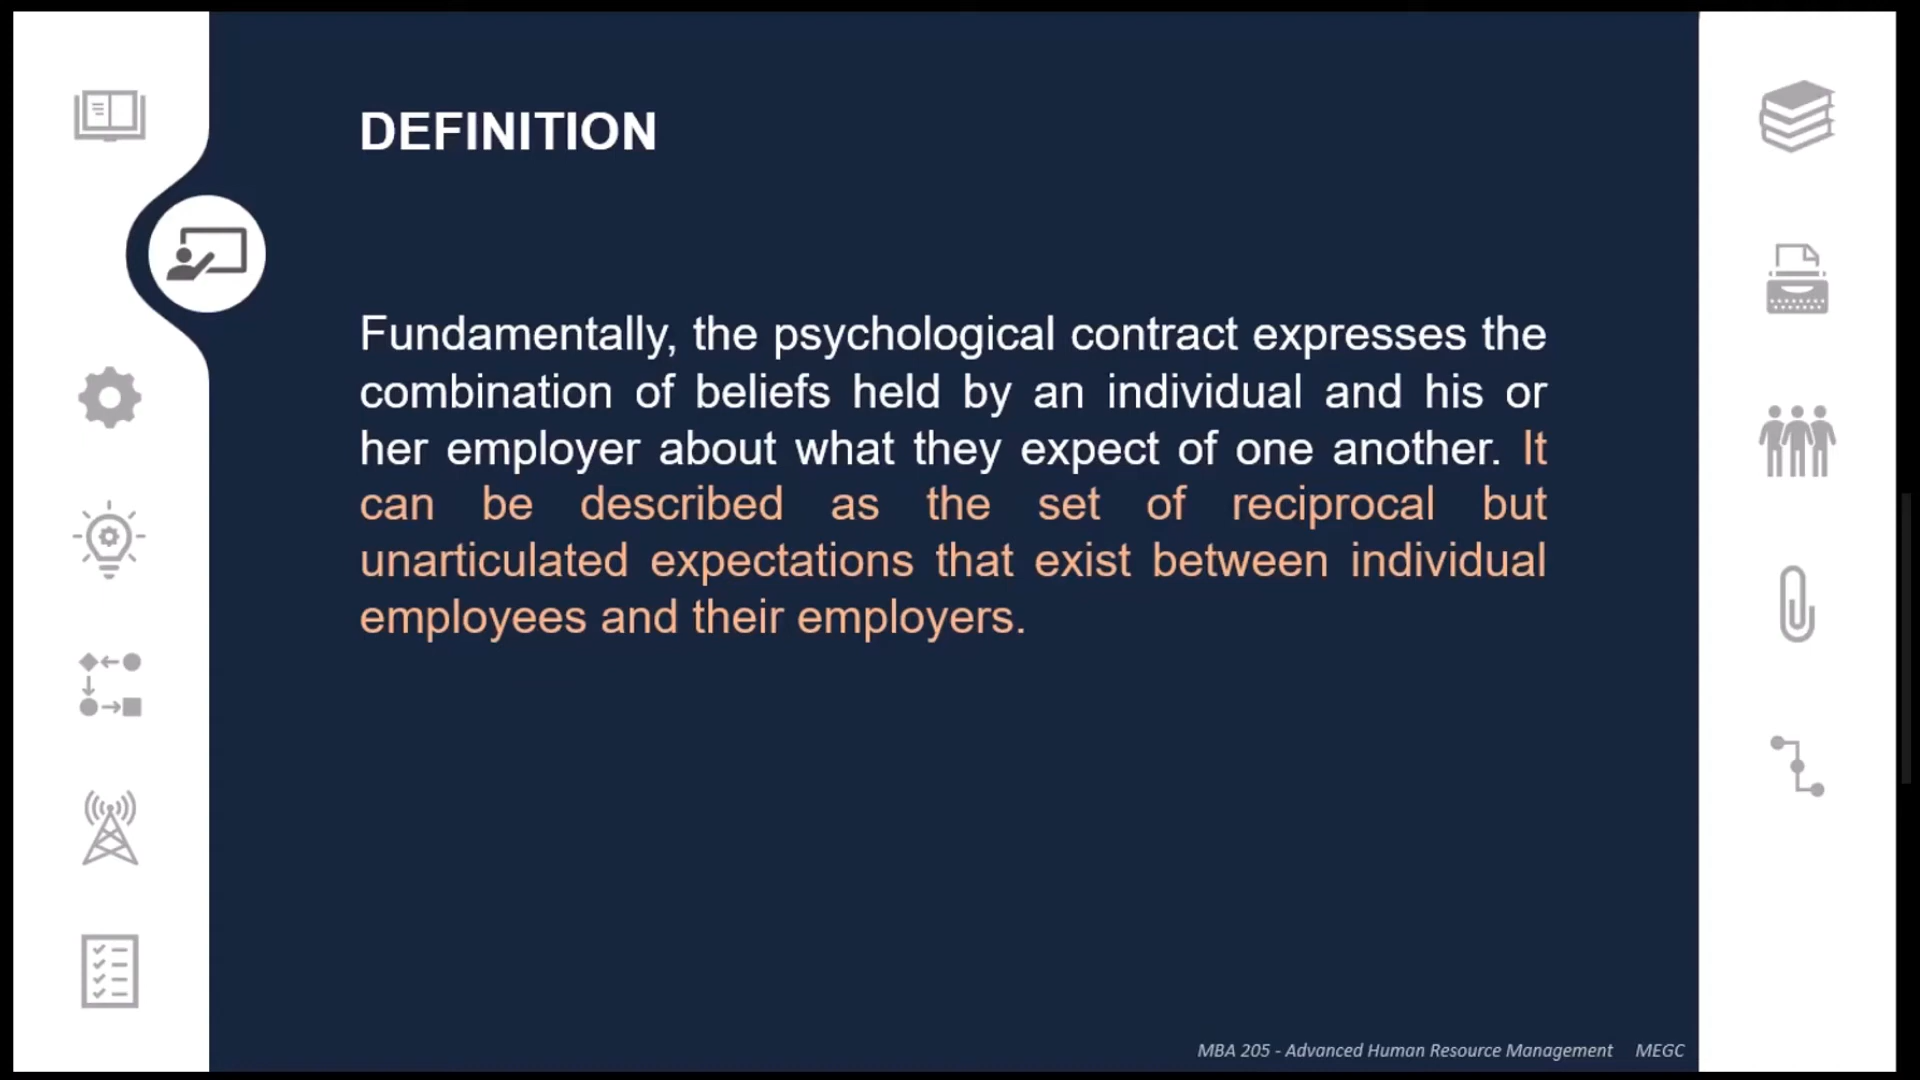 DEFINITION
Fundamentally, the psychological contract expresses the
combination of beliefs held by an individual and his or
her employer about what they expect of one another. It
can be described as the set of reciprocal but
unarticulated expectations that exist between individual
employees and their employers.
MBA 205 - Advanced Human Resource Management MEGC